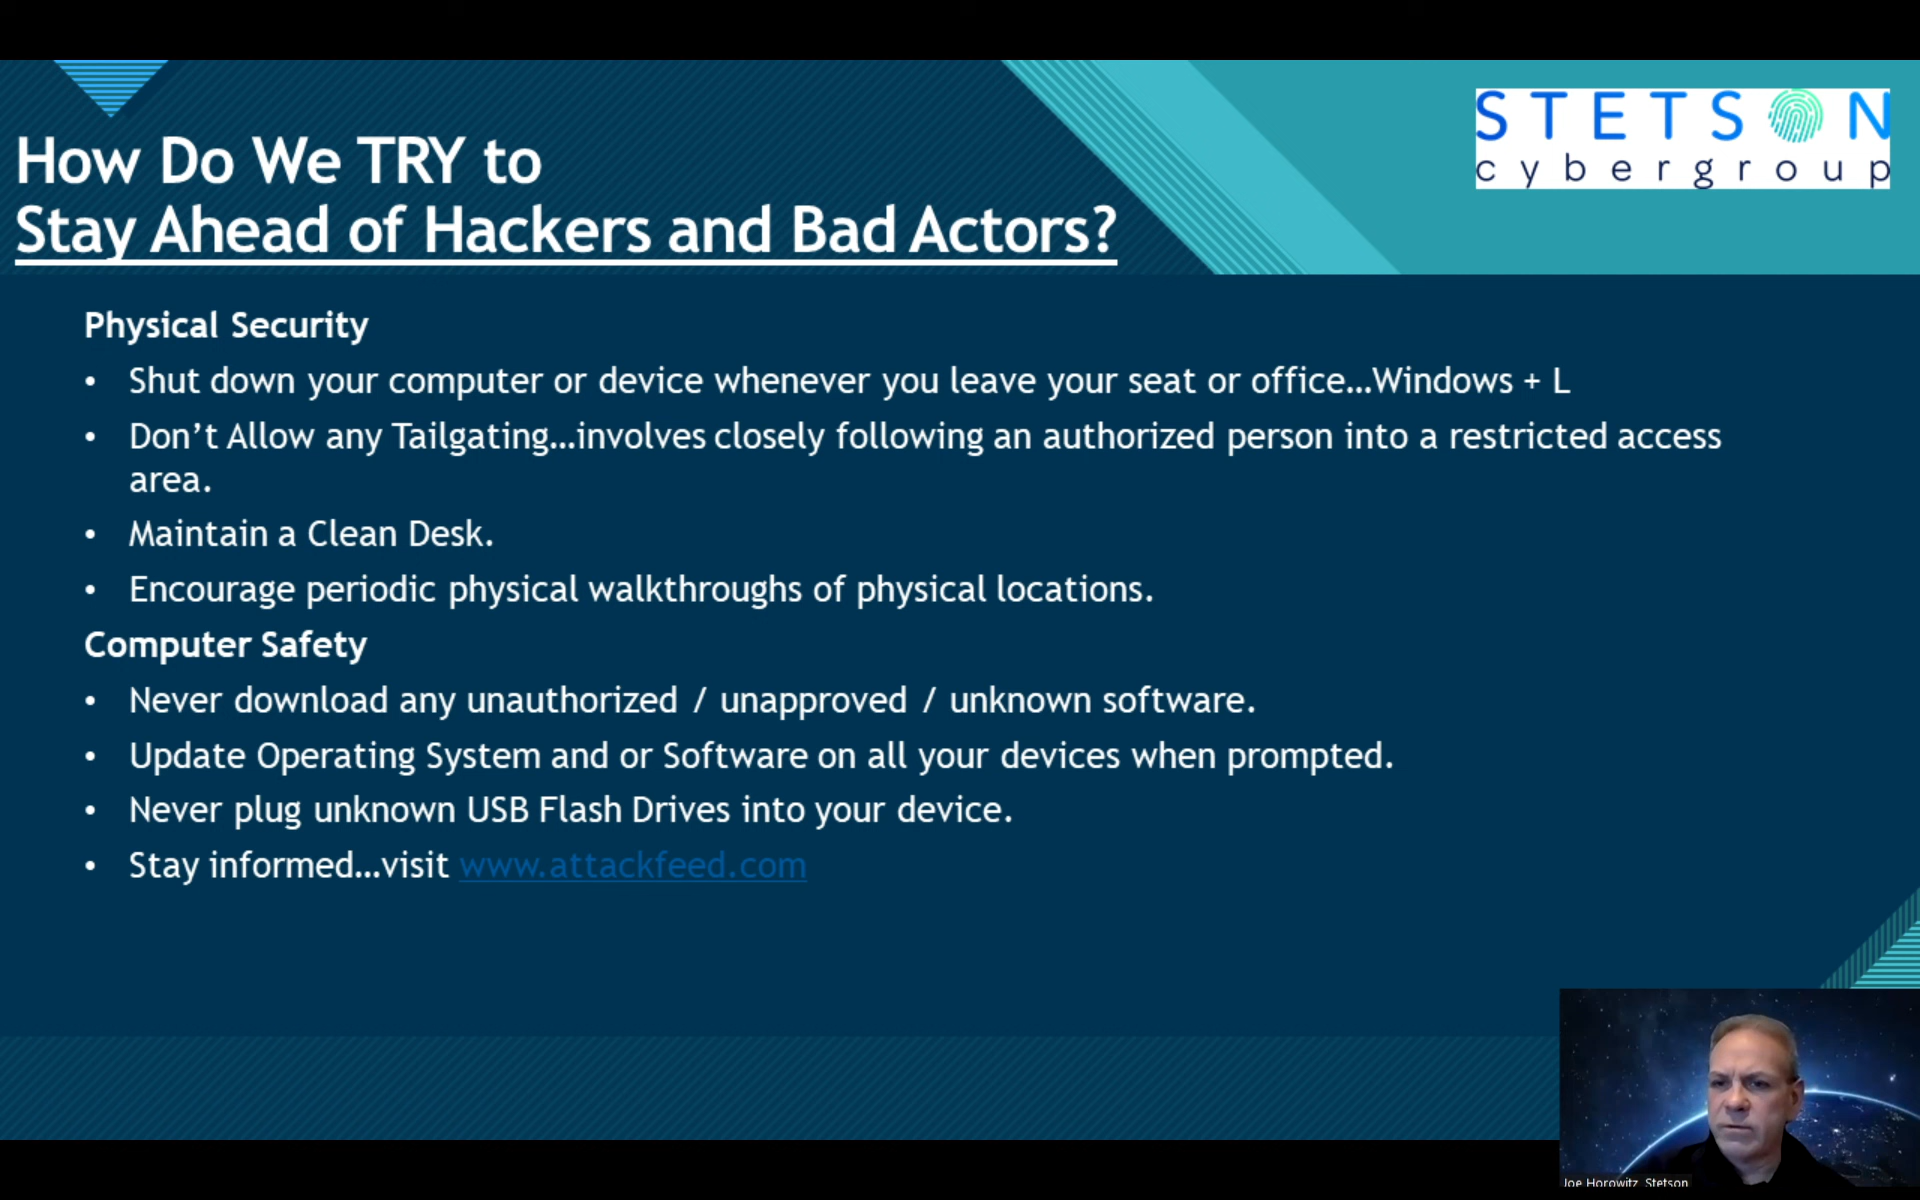 STETSON
cybergroup
How Do We TRY to
Stay Ahead of Hackers and Bad Actors?
Physical Security
• Shut down your computer or device whenever you leave your seat or office…Windows + L
• Don’t Allow any Tailgating…involves closely following an authorized person into a restricted access
area.
• Maintain a Clean Desk.
• Encourage periodic physical walkthroughs of physical locations.
Computer Safety
• Never download any unauthorized / unapproved / unknown software.
• Update Operating System and or Software on all your devices when prompted.
• Never plug unknown USB Flash Drives into your device.
• Stay informed…visit www.attackfeed.com
Joe Horowitz, Stetson